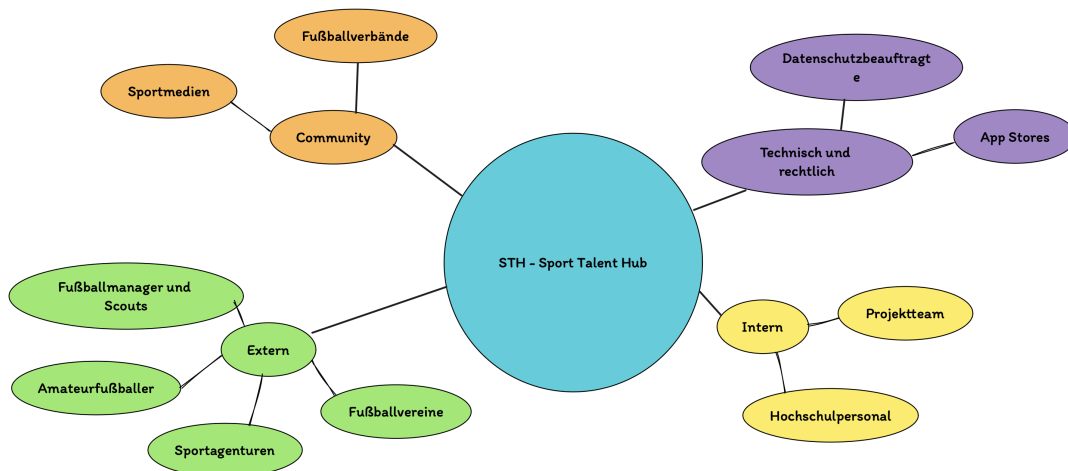 Fußballverbände
Sportmedien
Community
Datenschutzbeauftragt
e
Technisch und
rechtlich
App Stores
STH - Sport Talent Hub
Fußballmanager und
Scouts
Extern
Amateurfußballer
Sportagenturen
Fußballvereine
Intern
Projektteam
Hochschulpersonal